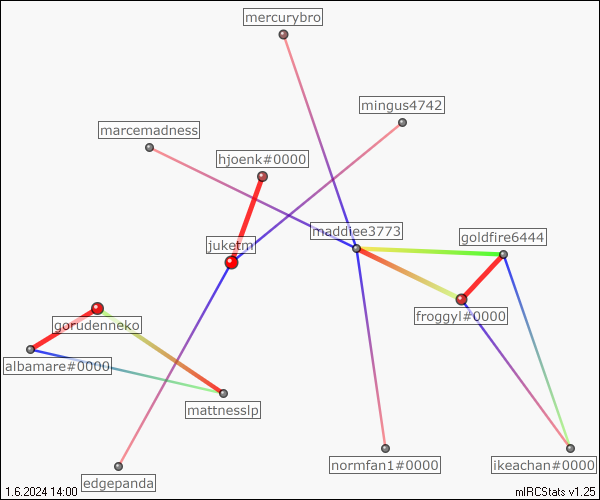 mercurybro
mingus4742
marcemadness
hjoenk#0000
maddiee3773
goldfire6444
juketm
froggyl#0000
gorudenneko
albamare#0000
mattnesslp
normfan1#0000
ikeachan#0000
edgepanda
1.6.2024 14:00
mIRCStats v1.25